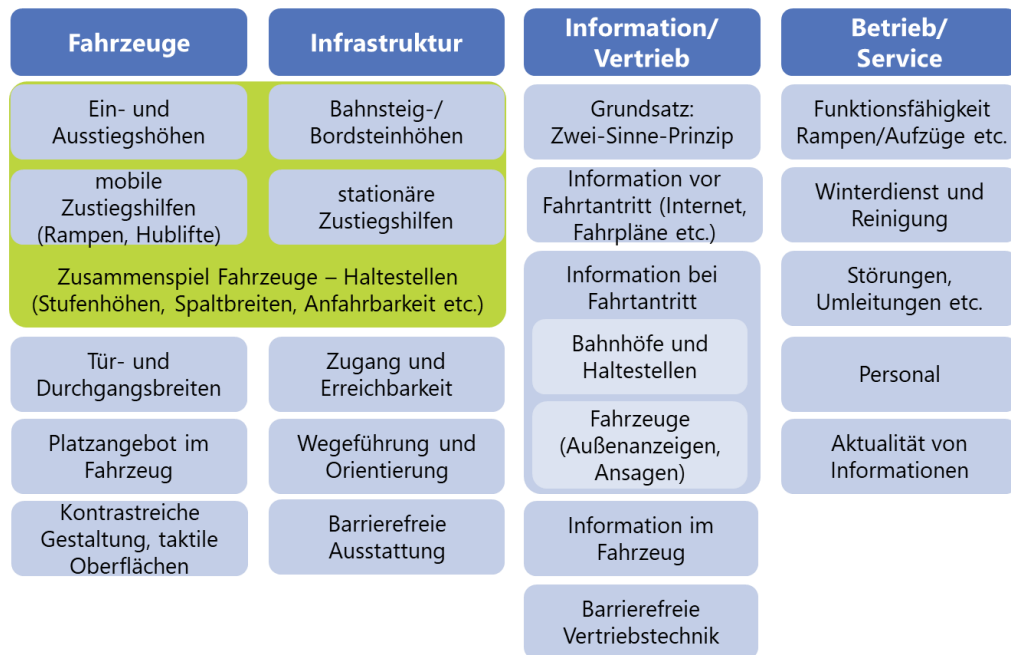 Fahrzeuge
Ein- und
Ausstiegshöhen
mobile
Zustiegshilfen
(Rampen, Hublifte)
Infrastruktur
Bahnsteig-/
Bordsteinhöhen
stationäre
Zustiegshilfen
Zusammenspiel Fahrzeuge – Haltestellen
(Stufenhöhen, Spaltbreiten, Anfahrbarkeit etc.)
Tür- und
Durchgangsbreiten
Platzangebot im
Fahrzeug
Kontrastreiche
Gestaltung, taktile
Oberflächen
Zugang und
Erreichbarkeit
Wegeführung und
Orientierung
Barrierefreie
Ausstattung
Information/
Vertrieb
Grundsatz:
Zwei-Sinne-Prinzip
Information vor
Fahrtantritt (Internet,
Fahrpläne etc.)
Information bei
Fahrtantritt
Bahnhöfe und
Haltestellen
Fahrzeuge
(Außenanzeigen,
Ansagen)
Information im
Fahrzeug
Barrierefreie
Vertriebstechnik
Betrieb/
Service
Funktionsfähigkeit
Rampen/Aufzüge etc.
Winterdienst und
Reinigung
Störungen,
Umleitungen etc.
Personal
Aktualität von
Informationen